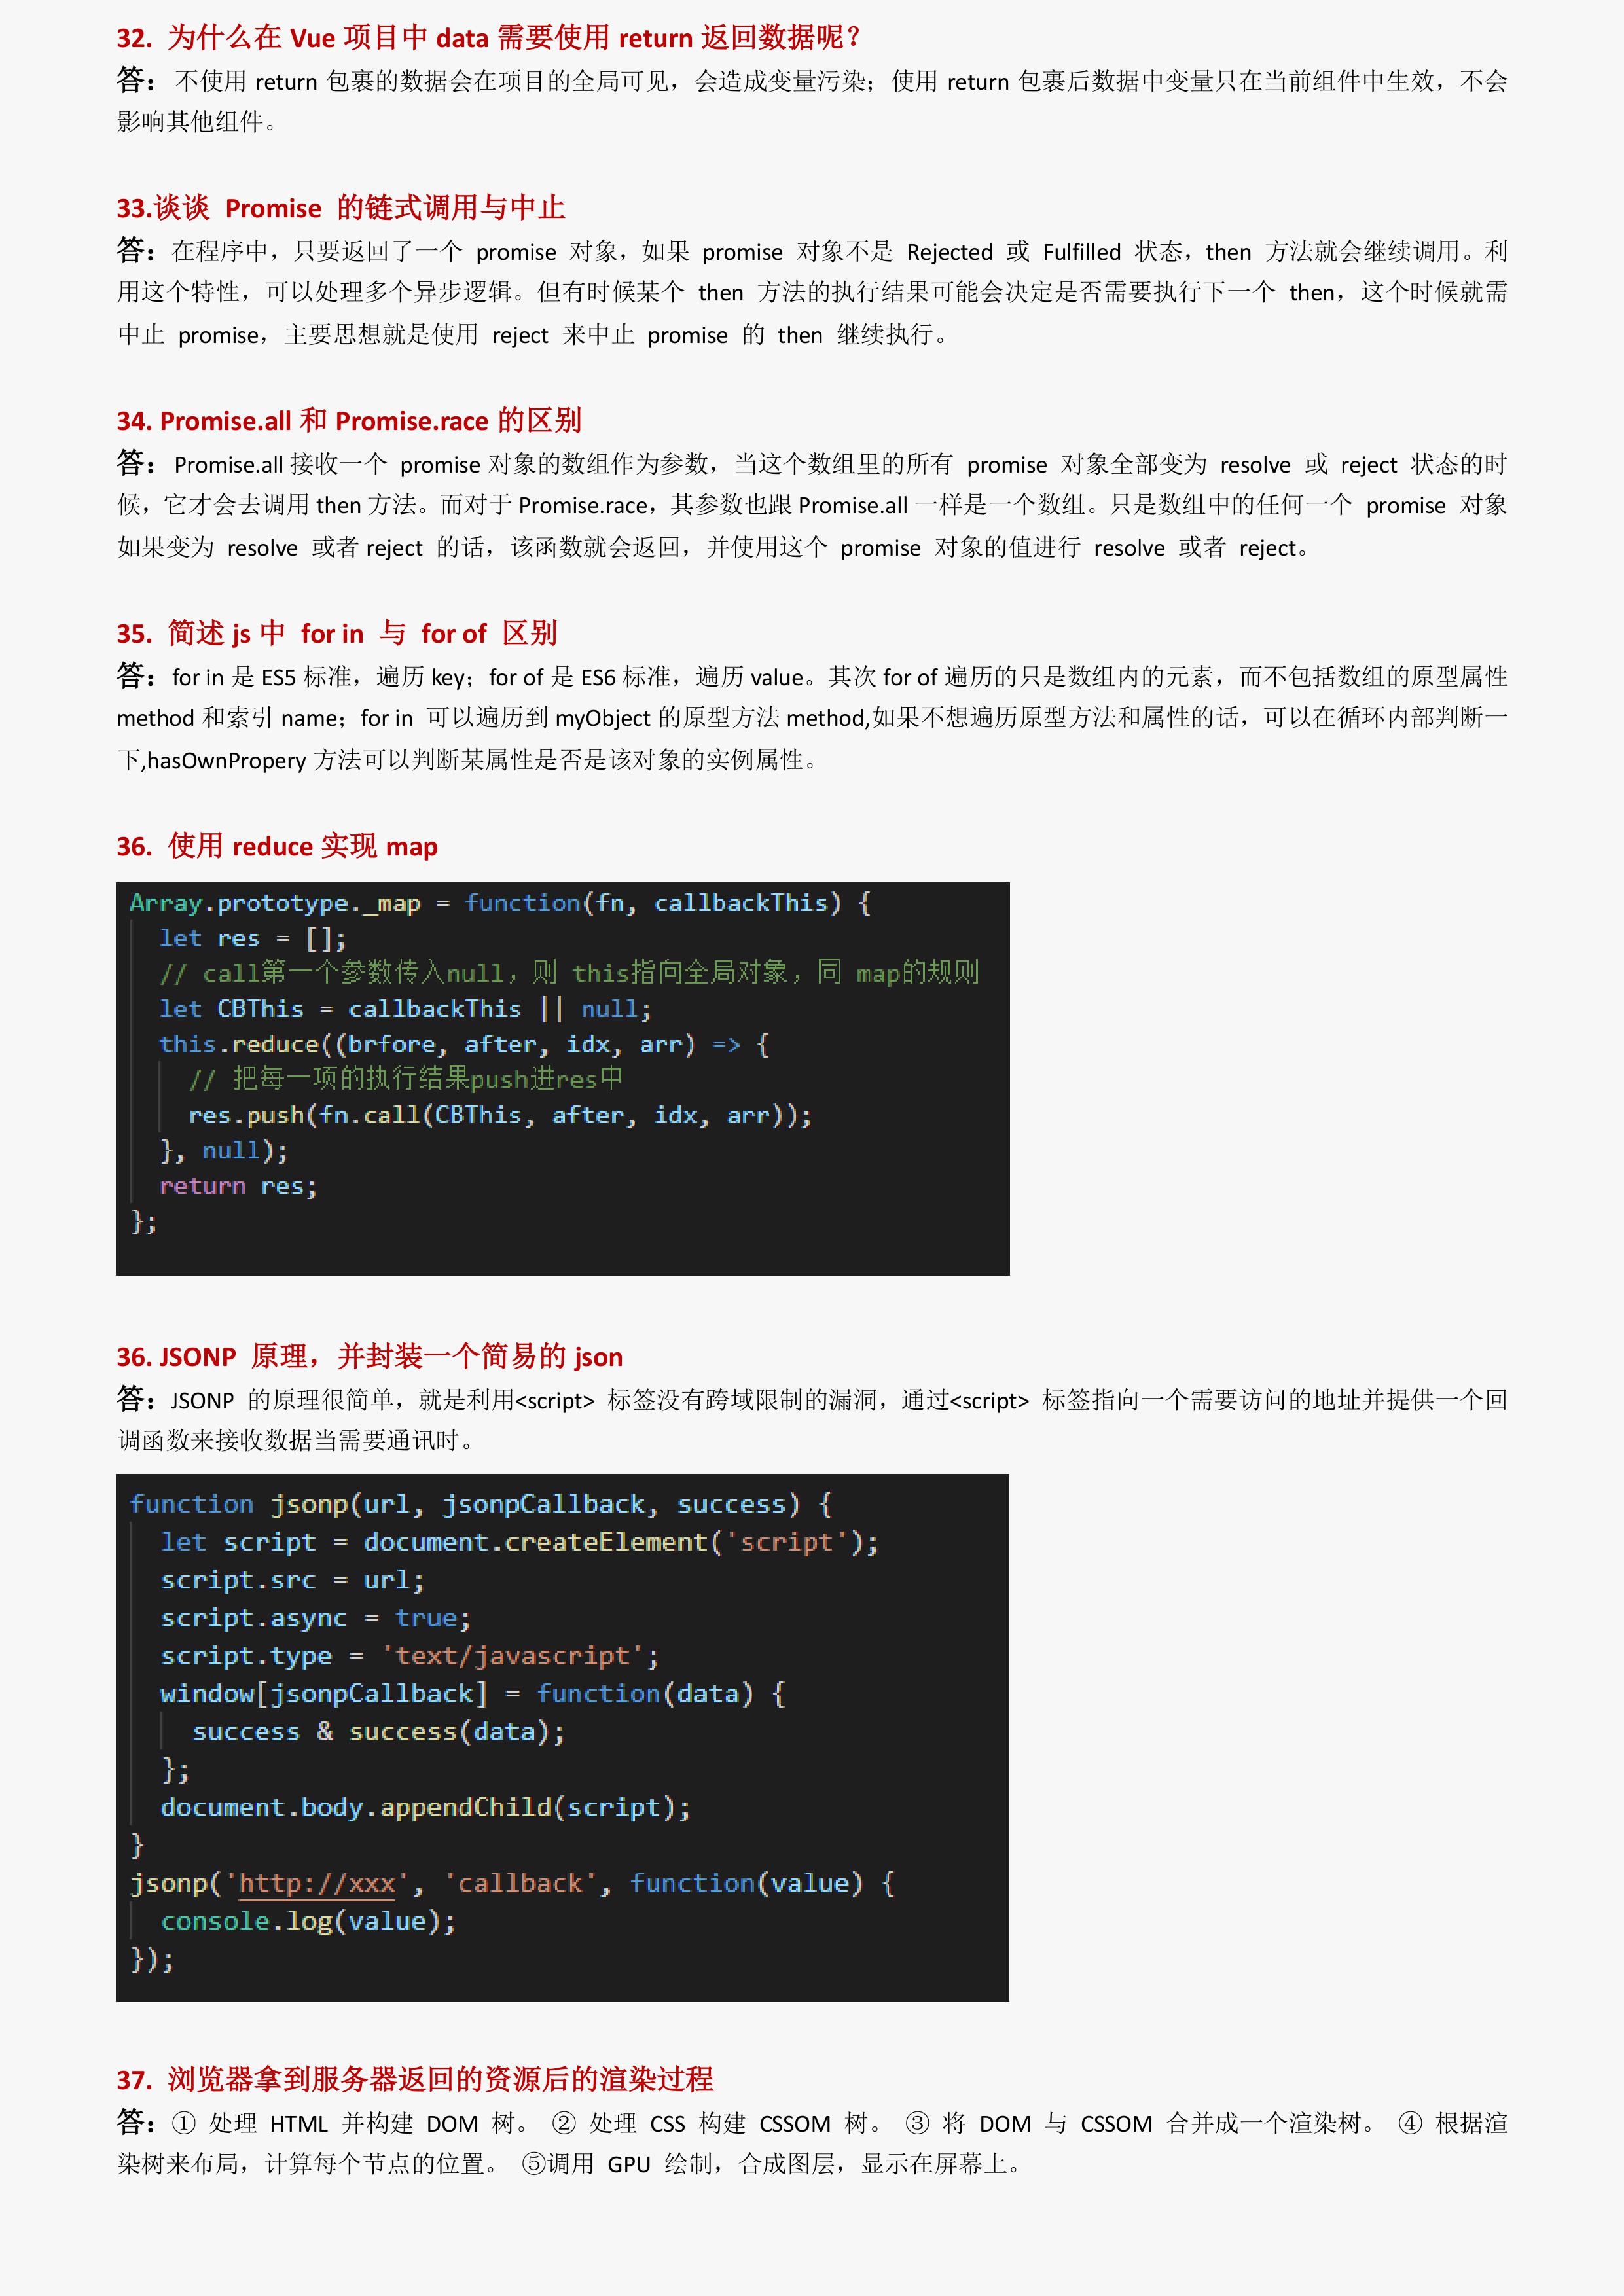 32. 为什么在 Vue 项目中 data 需要使用 return 返回数据呢？
答：不使用 return 包裹的数据会在项目的全局可见，会造成变量污染；使用 return 包裹后数据中变量只在当前组件中生效，不会
影响其他组件。
33.谈谈 Promise 的链式调用与中止
答：在程序中，只要返回了一个 promise 对象，如果 promise 对象不是 Rejected 或 Fulfilled 状态，then 方法就会继续调用。利
用这个特性，可以处理多个异步逻辑。但有时候某个 then 方法的执行结果可能会决定是否需要执行下一个 then，这个时候就需
中止 promise，主要思想就是使用 reject 来中止 promise 的 then 继续执行。
34. Promise.all 和 Promise.race 的区别
答：Promise.all 接收一个 promise 对象的数组作为参数，当这个数组里的所有 promise 对象全部变为 resolve 或 reject 状态的时
候，它才会去调用 then 方法。而对于 Promise.race，其参数也跟 Promise.all 一样是一个数组。只是数组中的任何一个 promise 对象
如果变为 resolve 或者 reject 的话，该函数就会返回，并使用这个 promise 对象的值进行 resolve 或者 reject。
35. 简述 js 中 for in 与 for of 区别
答：for in 是 ES5 标准，遍历 key；for of 是 ES6 标准，遍历 value。其次 for of 遍历的只是数组内的元素，而不包括数组的原型属性
method 和索引 name；for in 可以遍历到 myObject 的原型方法 method,如果不想遍历原型方法和属性的话，可以在循环内部判断一
下,hasOwnPropery 方法可以判断某属性是否是该对象的实例属性。
36. 使用 reduce 实现 map
Array.prototype._map = function(fn, callbackThis) {
  let res = [];
  // call第一个参数传入null，则 this指向全局对象，同 map的规则
  let CBThis = callbackThis || null;
  this.reduce((brfore, after, idx, arr) => {
    // 把每一项的执行结果push进res中
    res.push(fn.call(CBThis, after, idx, arr));
  }, null);
  return res;
};
36. JSONP 原理，并封装一个简易的 json
答：JSONP 的原理很简单，就是利用<script> 标签没有跨域限制的漏洞，通过<script> 标签指向一个需要访问的地址并提供一个回
调函数来接收数据当需要通讯时。
function jsonp(url, jsonpCallback, success) {
  let script = document.createElement('script');
  script.src = url;
  script.async = true;
  script.type = 'text/javascript';
  window[jsonpCallback] = function(data) {
    success & success(data);
  };
  document.body.appendChild(script);
}
jsonp('http://xxx', 'callback', function(value) {
  console.log(value);
});
37. 浏览器拿到服务器返回的资源后的渲染过程
答：① 处理 HTML 并构建 DOM 树。 ② 处理 CSS 构建 CSSOM 树。 ③ 将 DOM 与 CSSOM 合并成一个渲染树。 ④ 根据渲
染树来布局，计算每个节点的位置。 ⑤调用 GPU 绘制，合成图层，显示在屏幕上。